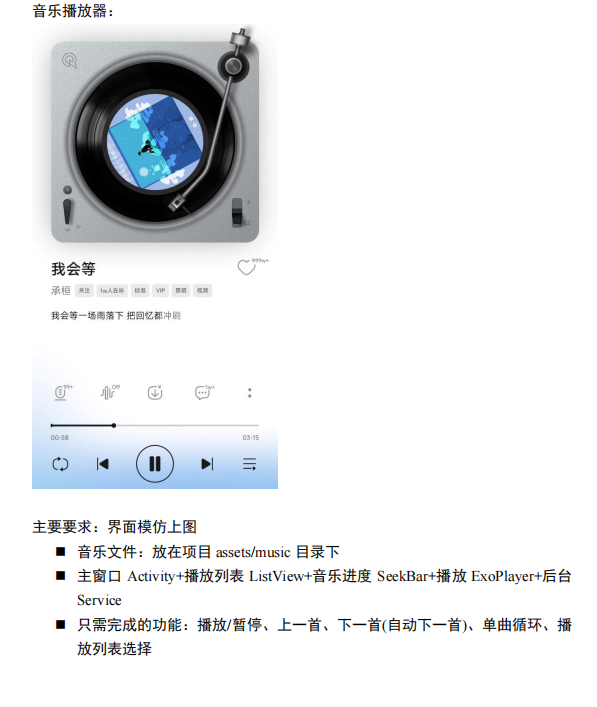 音乐播放器：
我会等
999w+
承桓 关注 1w人在听 标准 VIP 原唱 视频
我会等一场雨落下 把回忆都冲刷
99+ Off ¥ 1w+
00:58 03:15
主要要求：界面模仿上图
■ 音乐文件：放在项目 assets/music 目录下
■ 主窗口 Activity+播放列表 ListView+音乐进度 SeekBar+播放 ExoPlayer+后台
Service
■ 只需完成的功能：播放/暂停、上一首、下一首(自动下一首)、单曲循环、播
放列表选择